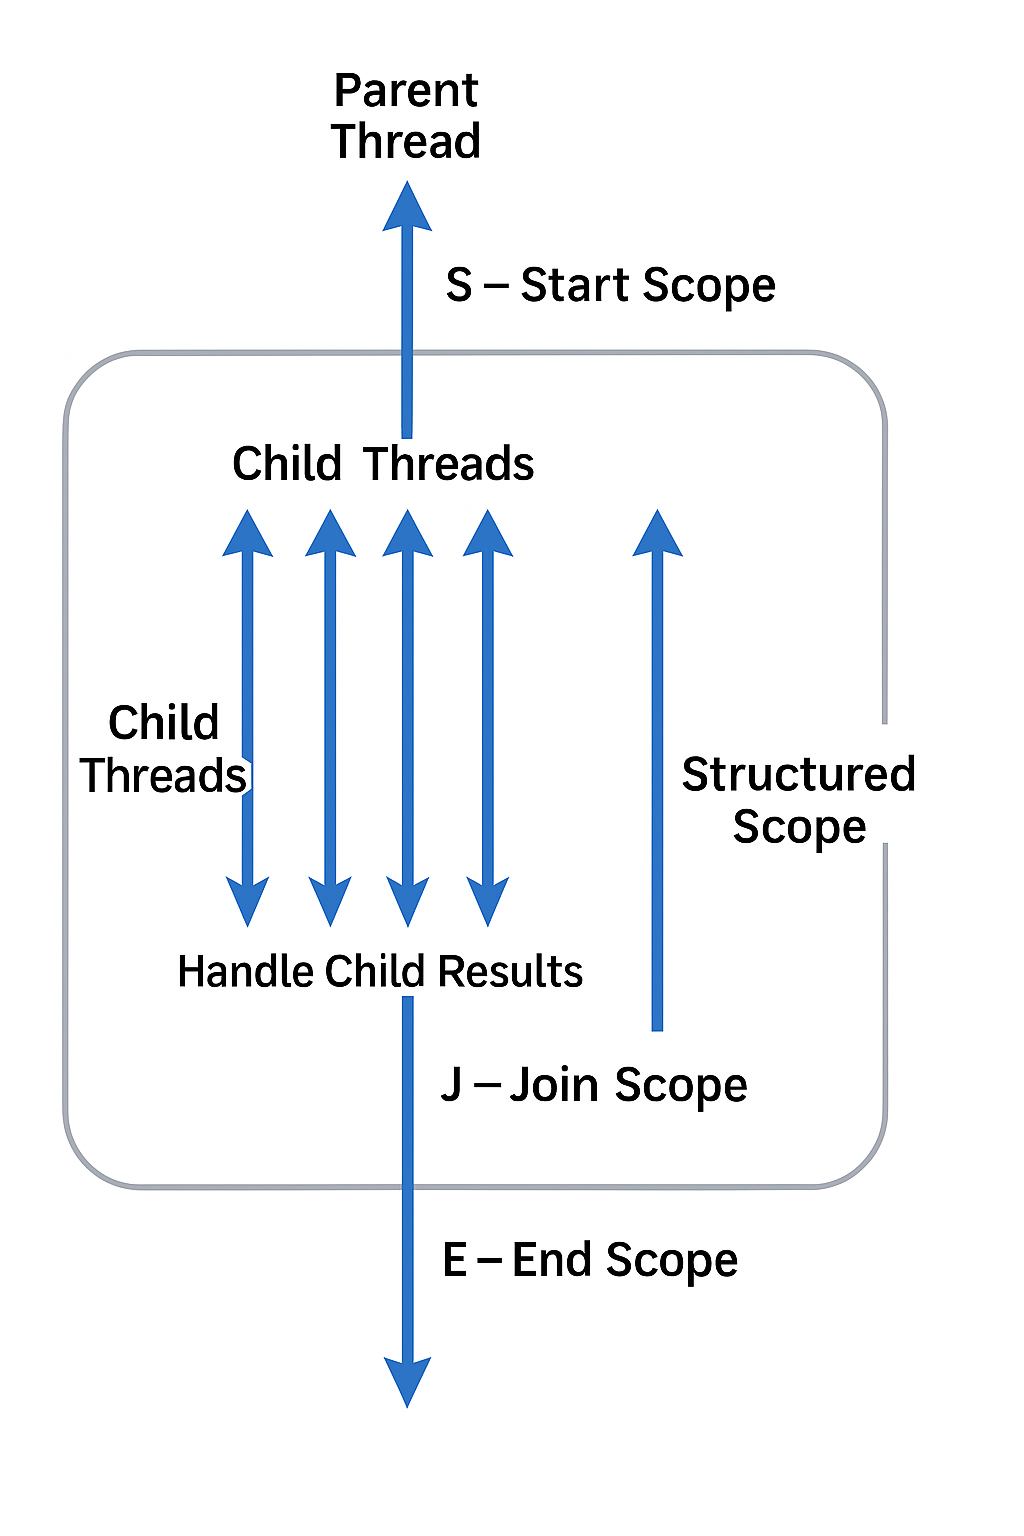 Parent
Thread
S – Start Scope
Child Threads
Child
Threads
Structured
Scope
Handle Child Results
J – Join Scope
E – End Scope